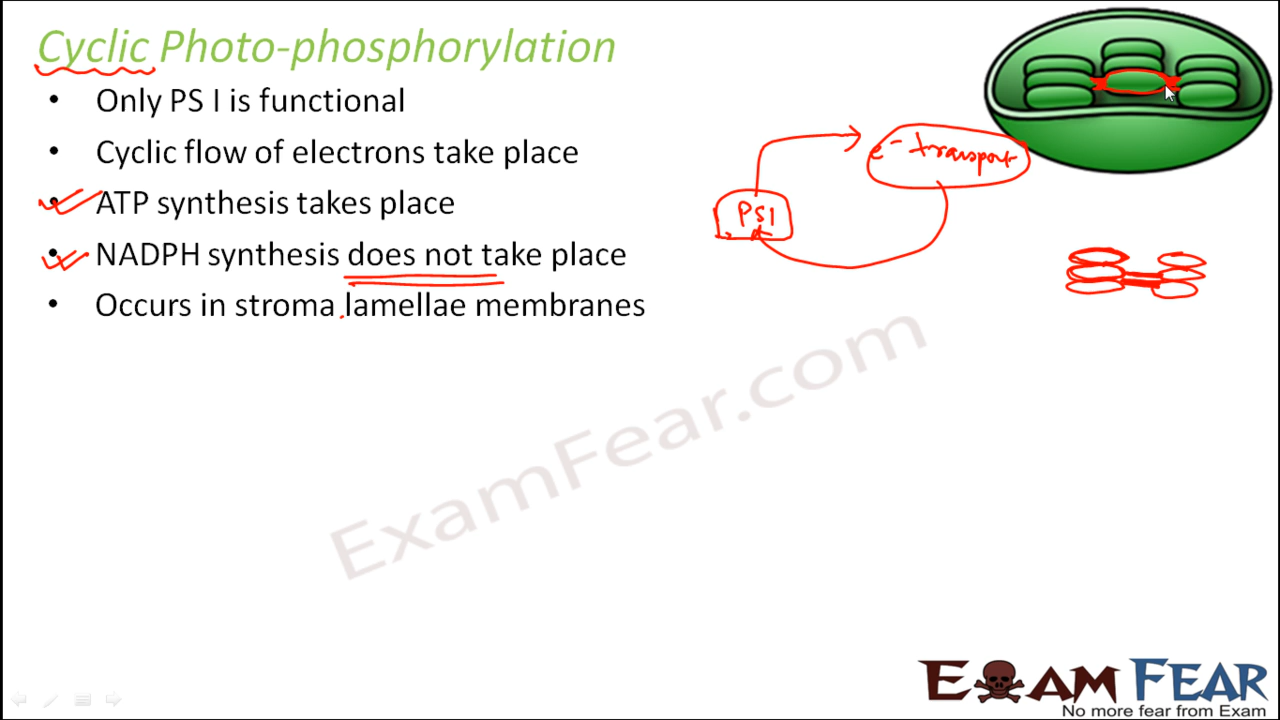 Cyclic Photo-phosphorylation
• Only PS I is functional
• Cyclic flow of electrons take place
• ATP synthesis takes place
• NADPH synthesis does not take place
• Occurs in stroma lamellae membranes
e- transport
PS1
ExamFear.com
EXAM FEAR
No more fear from Exam